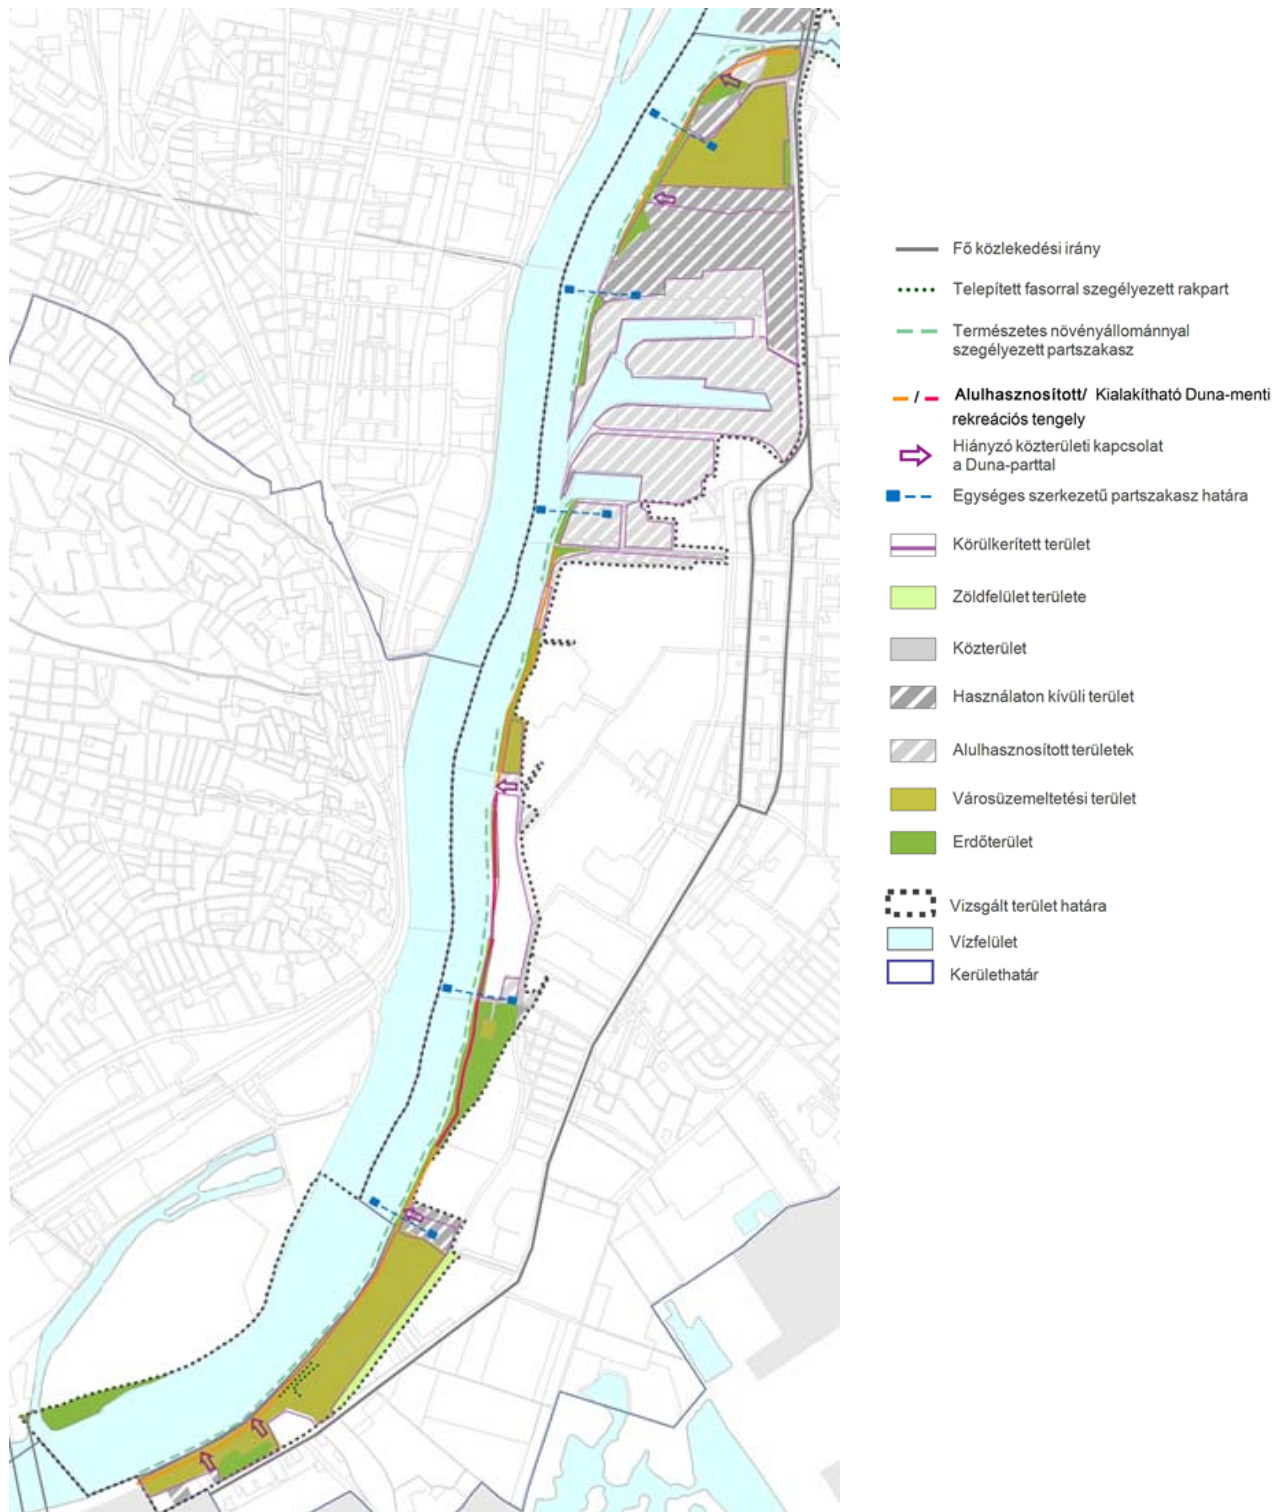 Fő közlekedési irány
Telepített fasorral szegélyezett rakpart
Természetes növényállománnyal
szegélyezett partszakasz
/ Alulhasznosított/ Kialakítható Duna-menti
rekreációs tengely
Hiányzó közterületi kapcsolat
a Duna-parttal
Egységes szerkezetű partszakasz határa
Körülkerített terület
Zöldfelület területe
Közterület
Használaton kívüli terület
Alulhasznosított területek
Városüzemeltetési terület
Erdőterület
Vizsgált terület határa
Vízfelület
Kerülethatár